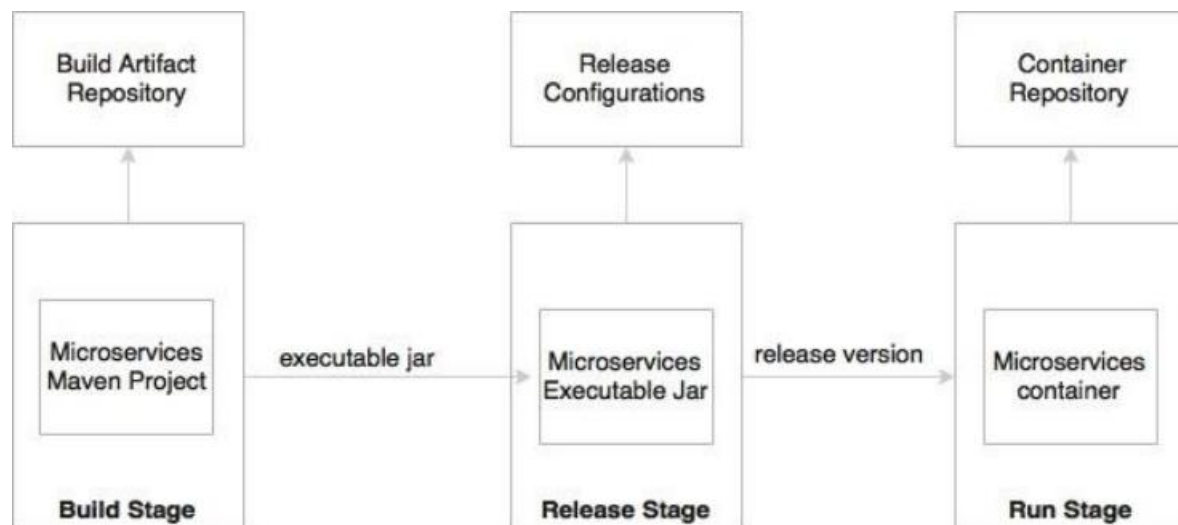 Build Artifact
Repository
Release
Configurations
Container
Repository
Microservices
Maven Project
executable jar
Microservices
Executable Jar
release version
Microservices
container
Build Stage
Release Stage
Run Stage